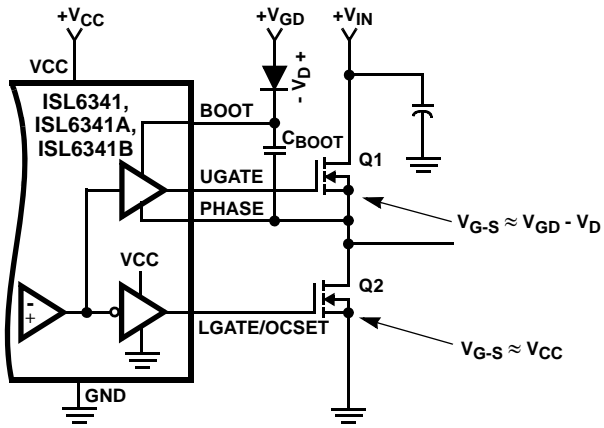 +VCC
+VGD
+VIN
VCC
- VD +
ISL6341,
ISL6341A,
ISL6341B
BOOT
CBOOT
Q1
UGATE
PHASE
VG-S ≈ VGD - VD
VCC
Q2
- +
LGATE/OCSET
VG-S ≈ VCC
GND